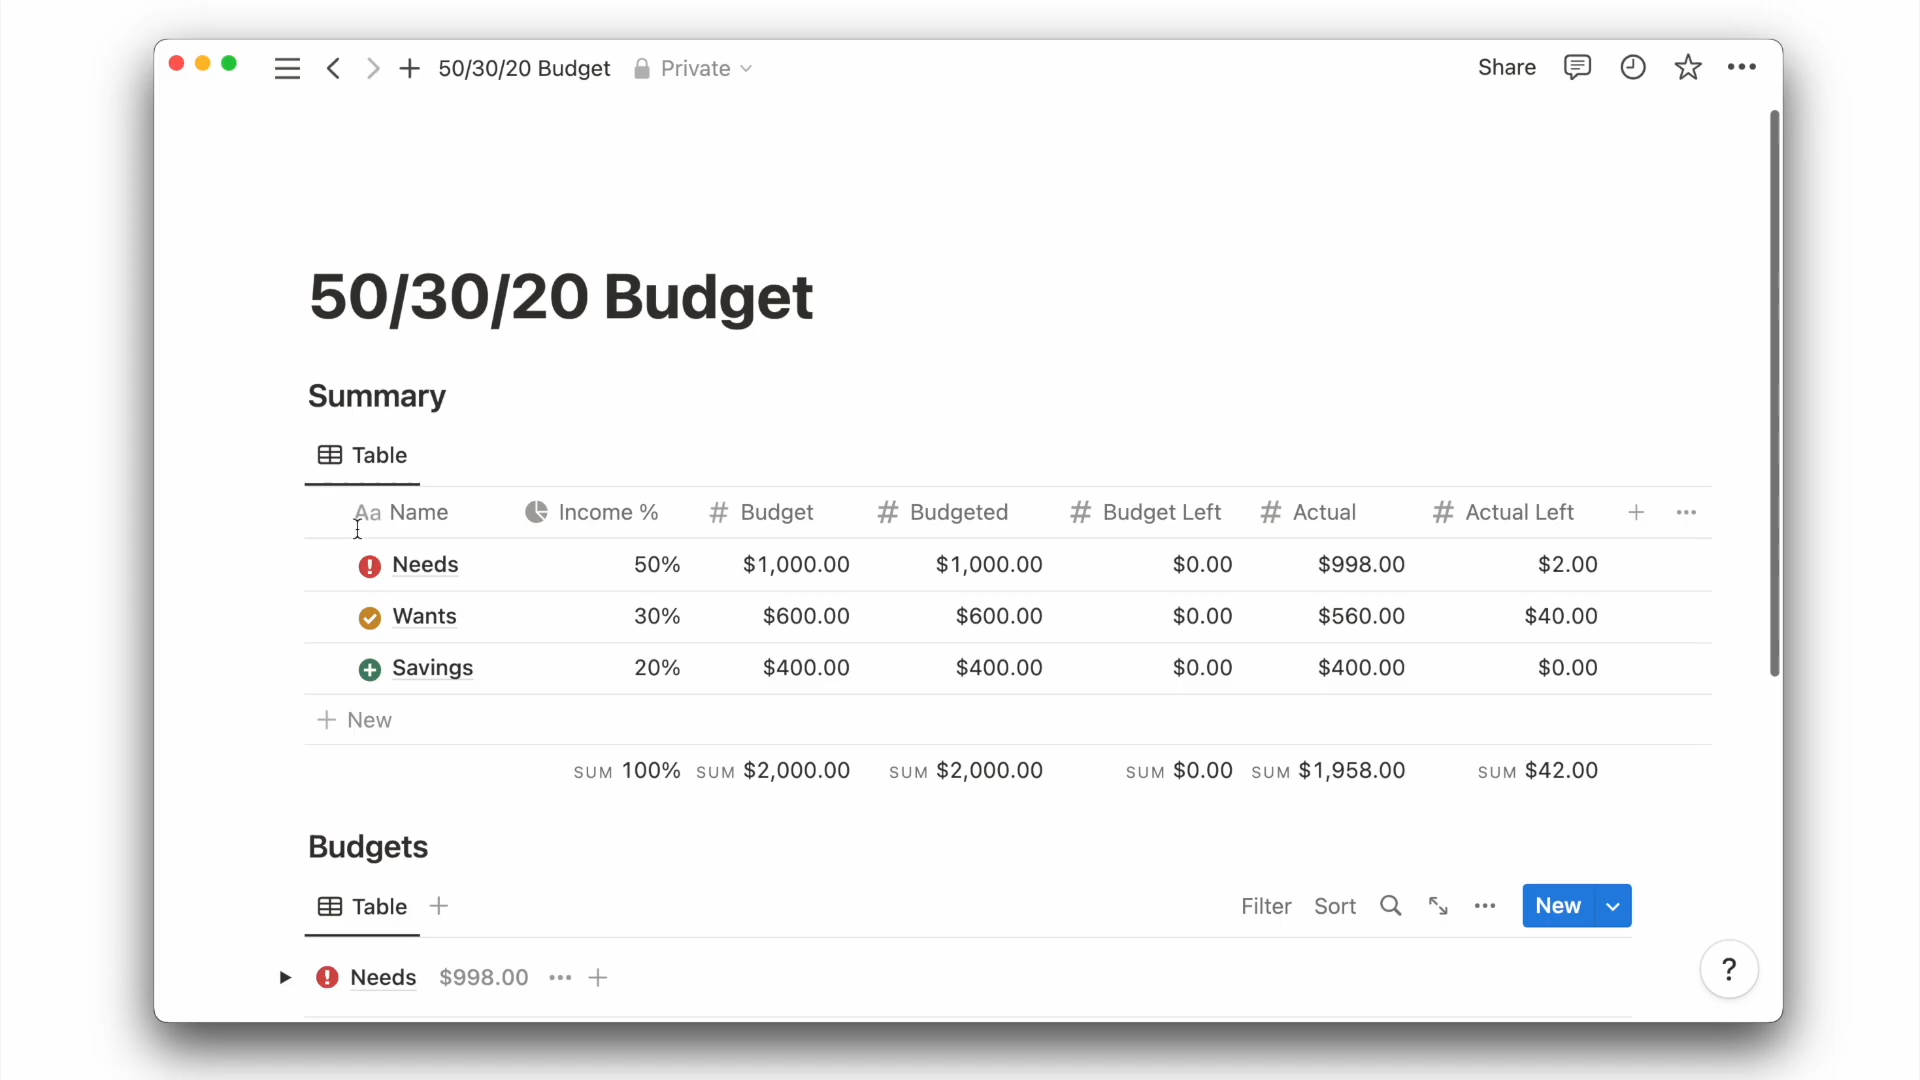 50/30/20 Budget Private Share
50/30/20 Budget
Summary
Table
Aa Name Income % # Budget # Budgeted # Budget Left # Actual # Actual Left
Needs 50% $1,000.00 $1,000.00 $0.00 $998.00 $2.00
Wants 30% $600.00 $600.00 $0.00 $560.00 $40.00
Savings 20% $400.00 $400.00 $0.00 $400.00 $0.00
+ New
SUM 100% SUM $2,000.00 SUM $2,000.00 SUM $0.00 SUM $1,958.00 SUM $42.00
Budgets
Table + Filter Sort New
Needs $998.00 ... +
?